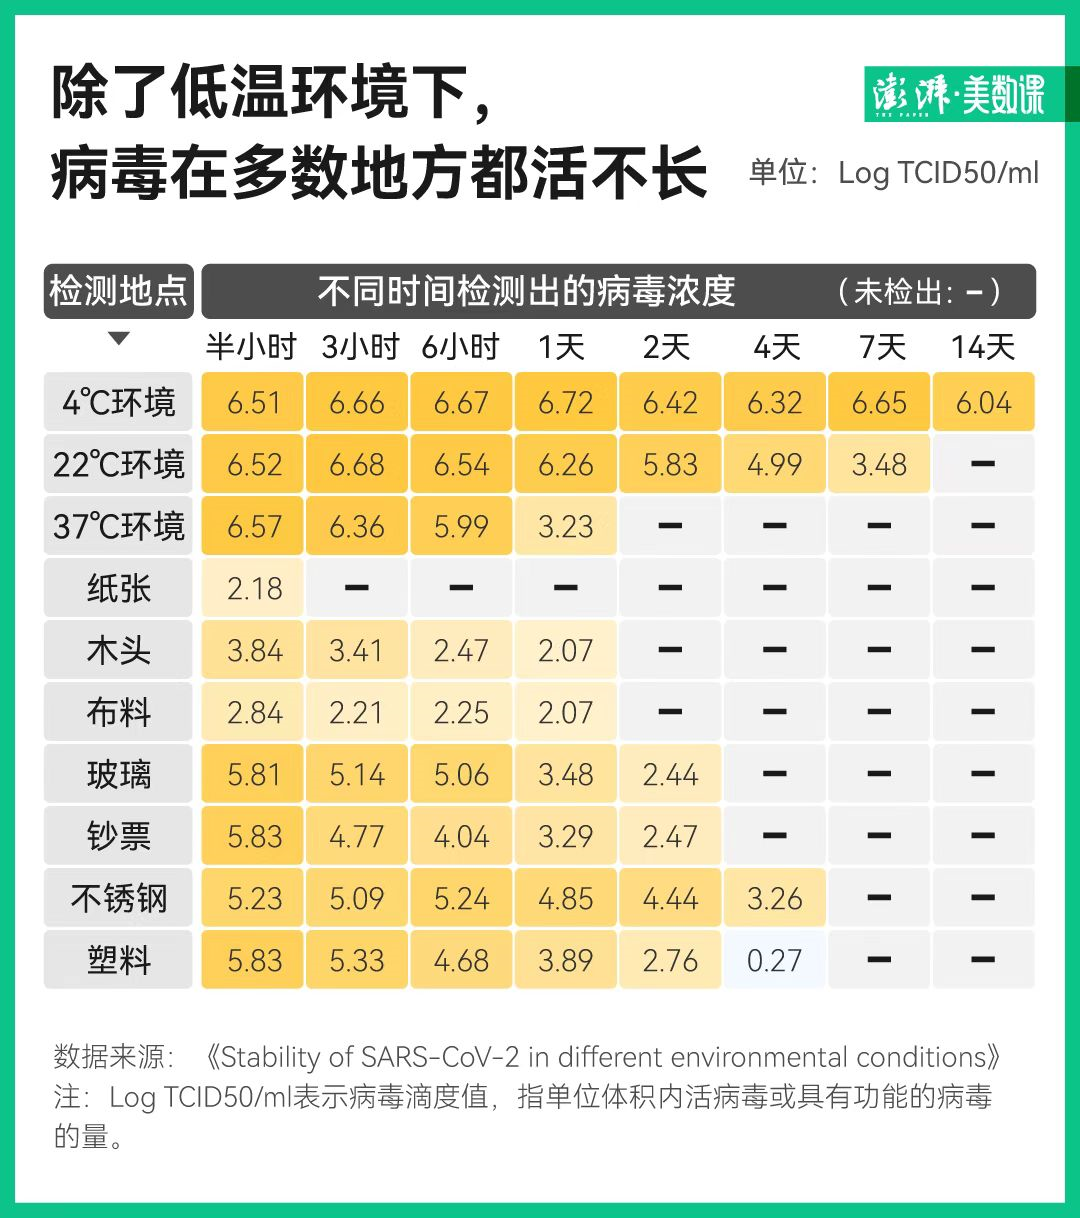 除了低温环境下，
病毒在多数地方都活不长
澎湃·美数课
THE PAPER
单位：Log TCID50/ml
检测地点 不同时间检测出的病毒浓度 （未检出：－）
半小时 3小时 6小时 1天 2天 4天 7天 14天
4℃环境 6.51 6.66 6.67 6.72 6.42 6.32 6.65 6.04
22℃环境 6.52 6.68 6.54 6.26 5.83 4.99 3.48 －
37℃环境 6.57 6.36 5.99 3.23 － － － －
纸张 2.18 － － － － － － －
木头 3.84 3.41 2.47 2.07 － － － －
布料 2.84 2.21 2.25 2.07 － － － －
玻璃 5.81 5.14 5.06 3.48 2.44 － － －
钞票 5.83 4.77 4.04 3.29 2.47 － － －
不锈钢 5.23 5.09 5.24 4.85 4.44 3.26 － －
塑料 5.83 5.33 4.68 3.89 2.76 0.27 － －
数据来源：《Stability of SARS-CoV-2 in different environmental conditions》
注：Log TCID50/ml表示病毒滴度值，指单位体积内活病毒或具有功能的病毒
的量。